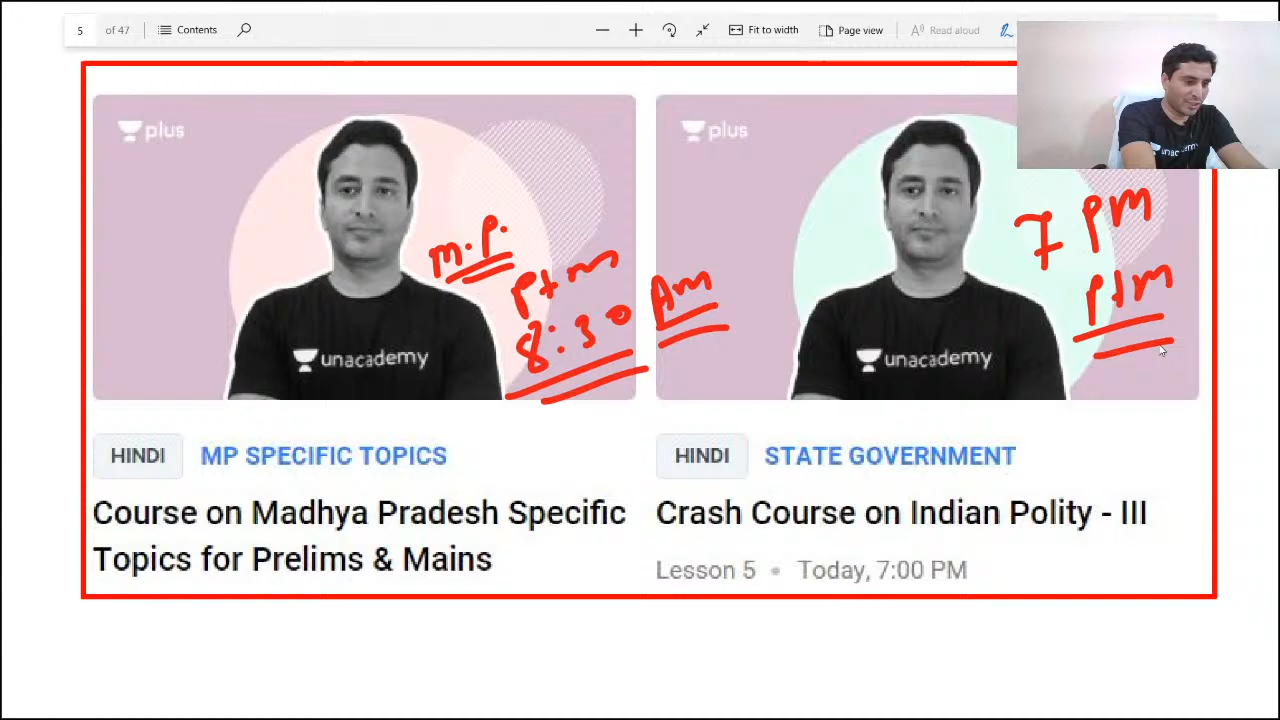 5 of 47 Contents Fit to width Page view Read aloud
plus
M.P.
P+M
8:30 AM
unacademy
HINDI MP SPECIFIC TOPICS
Course on Madhya Pradesh Specific
Topics for Prelims & Mains
plus
unacademy
7 PM
P+M
unacademy
HINDI STATE GOVERNMENT
Crash Course on Indian Polity - III
Lesson 5 • Today, 7:00 PM